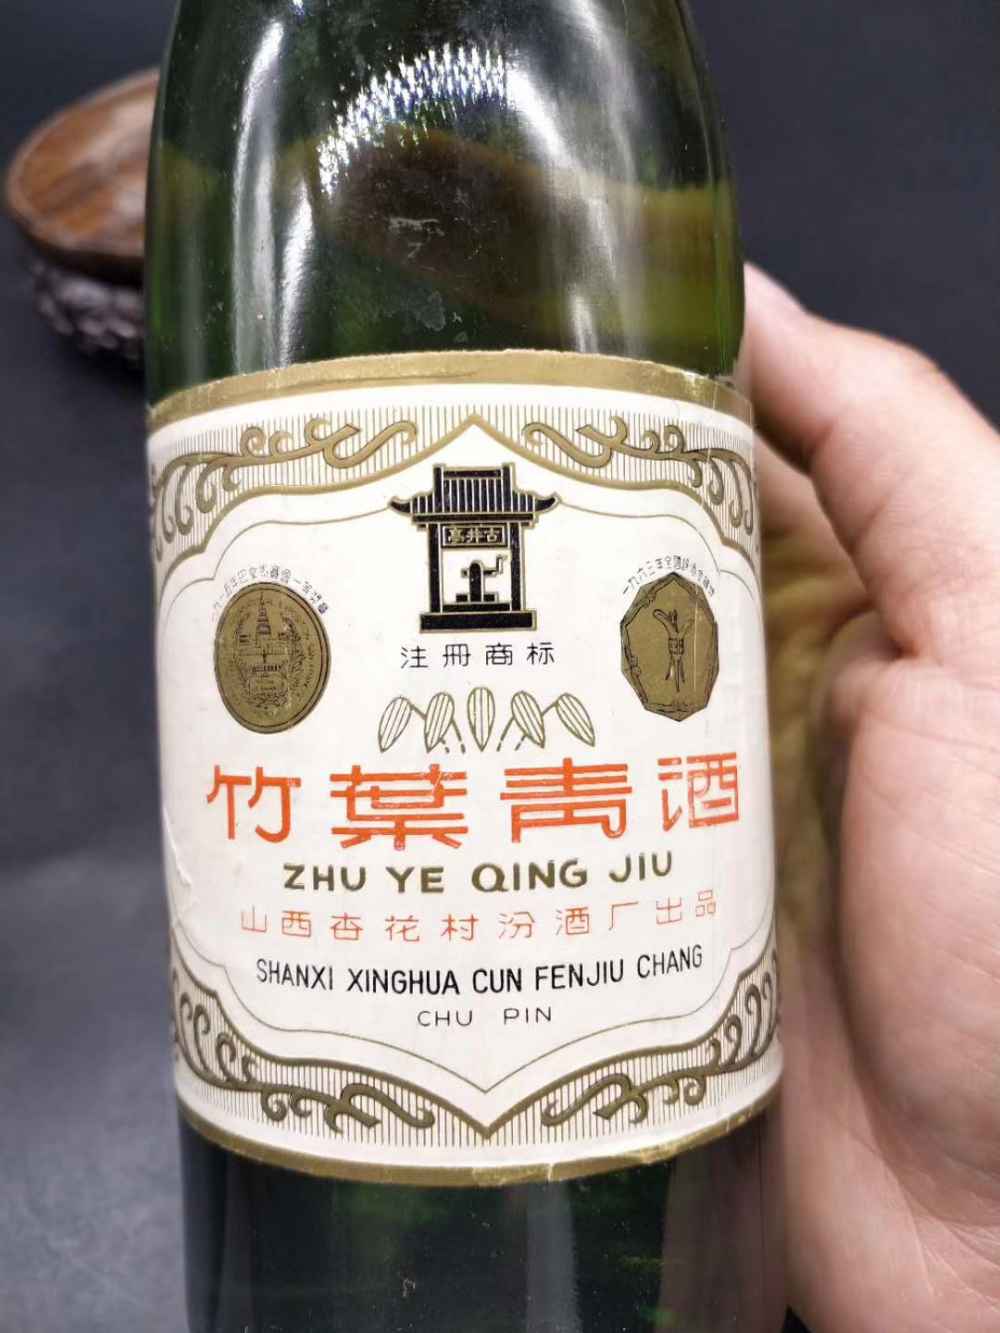 古井亭
注册商标
竹葉青酒
ZHU YE QING JIU
山西杏花村汾酒厂出品
SHANXI XINGHUA CUN FENJIU CHANG
CHU PIN